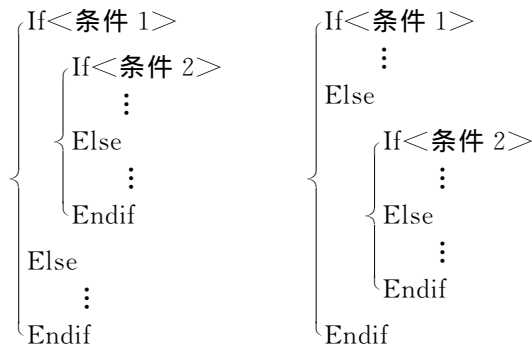 If<条件 1>
If<条件 2>
⋮
Else
⋮
Endif
Else
⋮
Endif
If<条件 1>
⋮
Else
If<条件 2>
⋮
Else
⋮
Endif
Endif